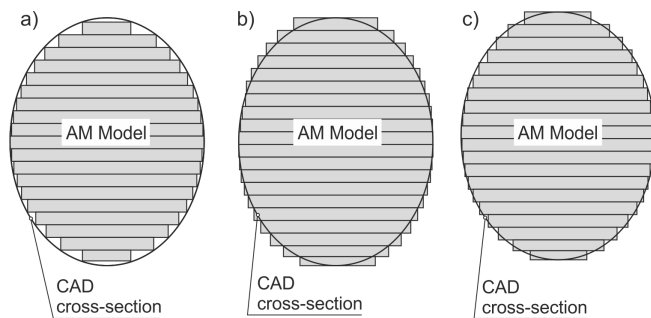 a)
AM Model
CAD
cross-section
b)
AM Model
CAD
cross-section
c)
AM Model
CAD
cross-section